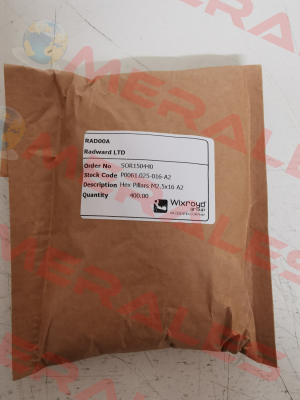 RAD00A
Radward LTD
Order No SOR150440
Stock Code P0061.025-016-A2
Description Hex Pillars M2.5x16 A2
Quantity 400.00
Wixroyd
group